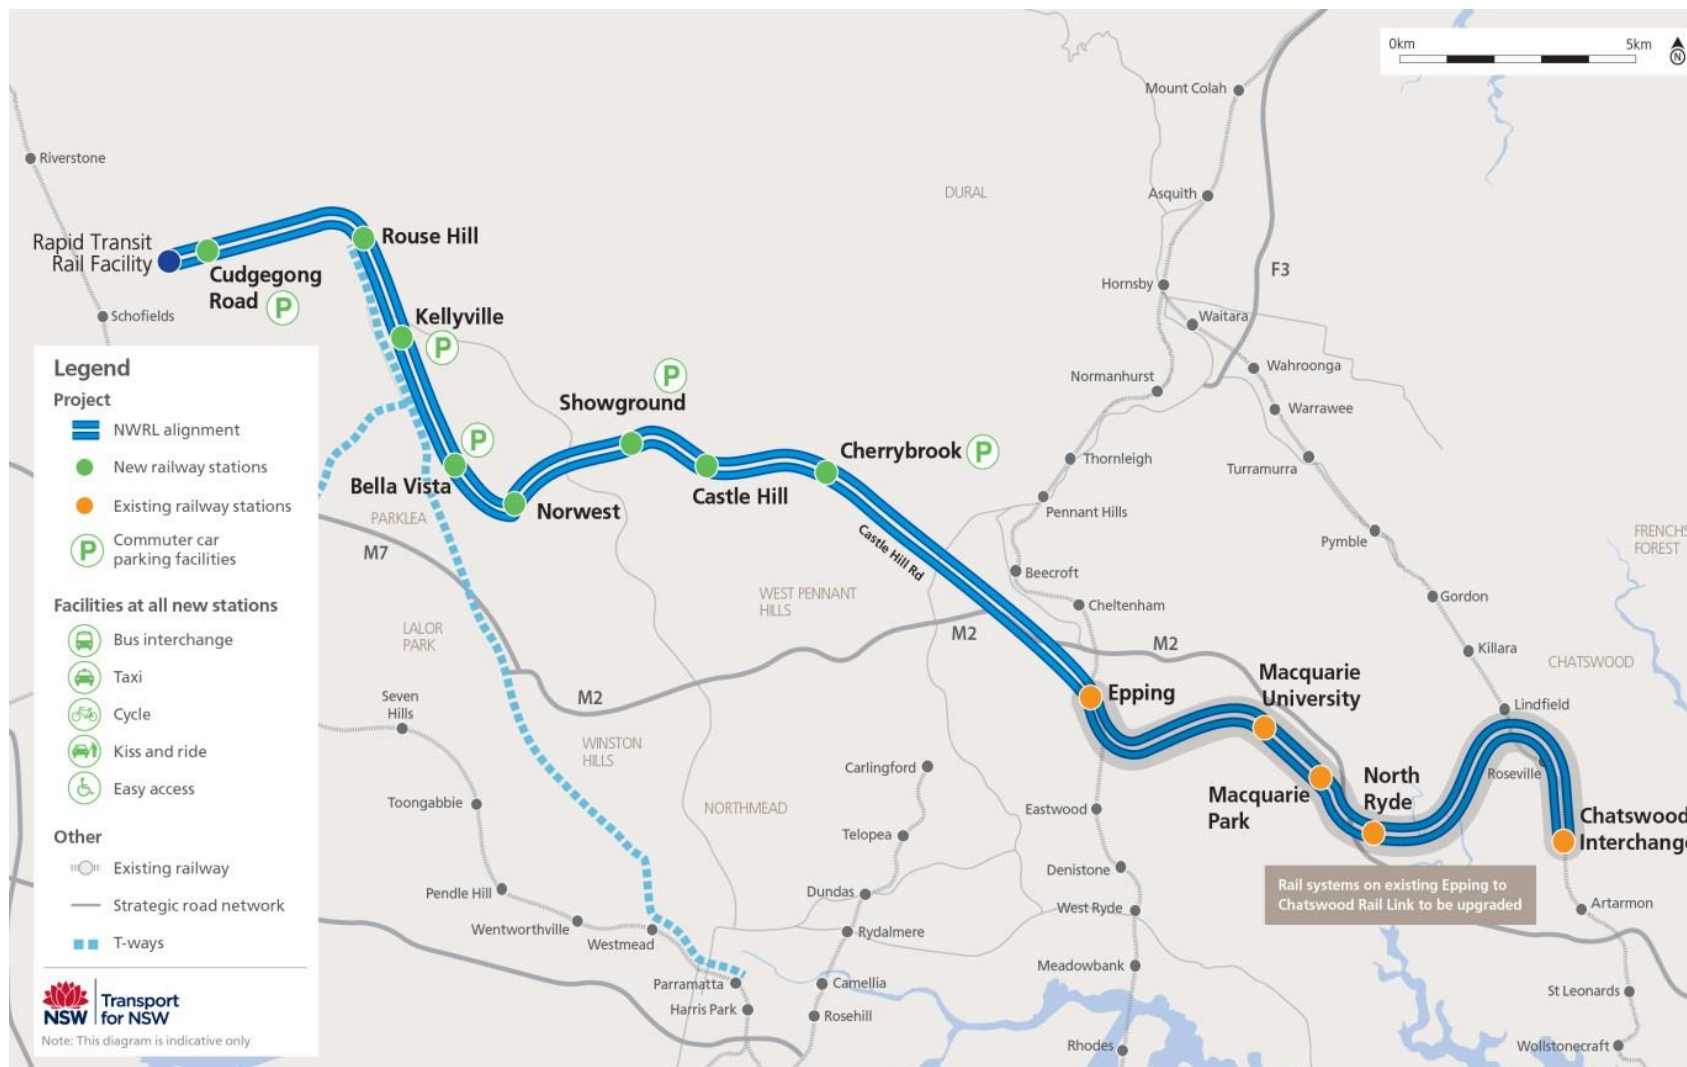 0km 5km
N
Mount Colah
Riverstone
DURAL
Asquith
Rapid Transit
Rail Facility
Rouse Hill
Cudgegong
Road
P
F3
Hornsby
Schofields
Kellyville
P
Waitara
Legend
Project
NWRL alignment
New railway stations
Existing railway stations
P
Commuter car
parking facilities
Facilities at all new stations
Bus interchange
Taxi
Cycle
Kiss and ride
Easy access
Other
Existing railway
Strategic road network
T-ways
NSW
Transport
for NSW
Note: This diagram is indicative only
P
Showground
Normanhurst
Wahroonga
Warrawee
P
Bella Vista
PARKLEA
Norwest
Castle Hill
Cherrybrook
P
Thornleigh
Turramurra
Pennant Hills
Castle Hill Rd
M7
Pymble
FRENCHS
FOREST
Beecroft
WEST PENNANT
HILLS
Cheltenham
Gordon
LALOR
PARK
M2
M2
Killara
CHATSWOOD
Macquarie
University
Epping
M2
Seven
Hills
Lindfield
WINSTON
HILLS
Carlingford
Roseville
North
Ryde
Macquarie
Park
Toongabbie
NORTHMEAD
Eastwood
Chatswood
Interchange
Telopea
Denistone
Rail systems on existing Epping to
Chatswood Rail Link to be upgraded
Pendle Hill
Dundas
West Ryde
Artarmon
Wentworthville
Westmead
Rydalmere
Meadowbank
Parramatta
Camellia
St Leonards
Harris Park
Rosehill
Rhodes
Wollstonecraft